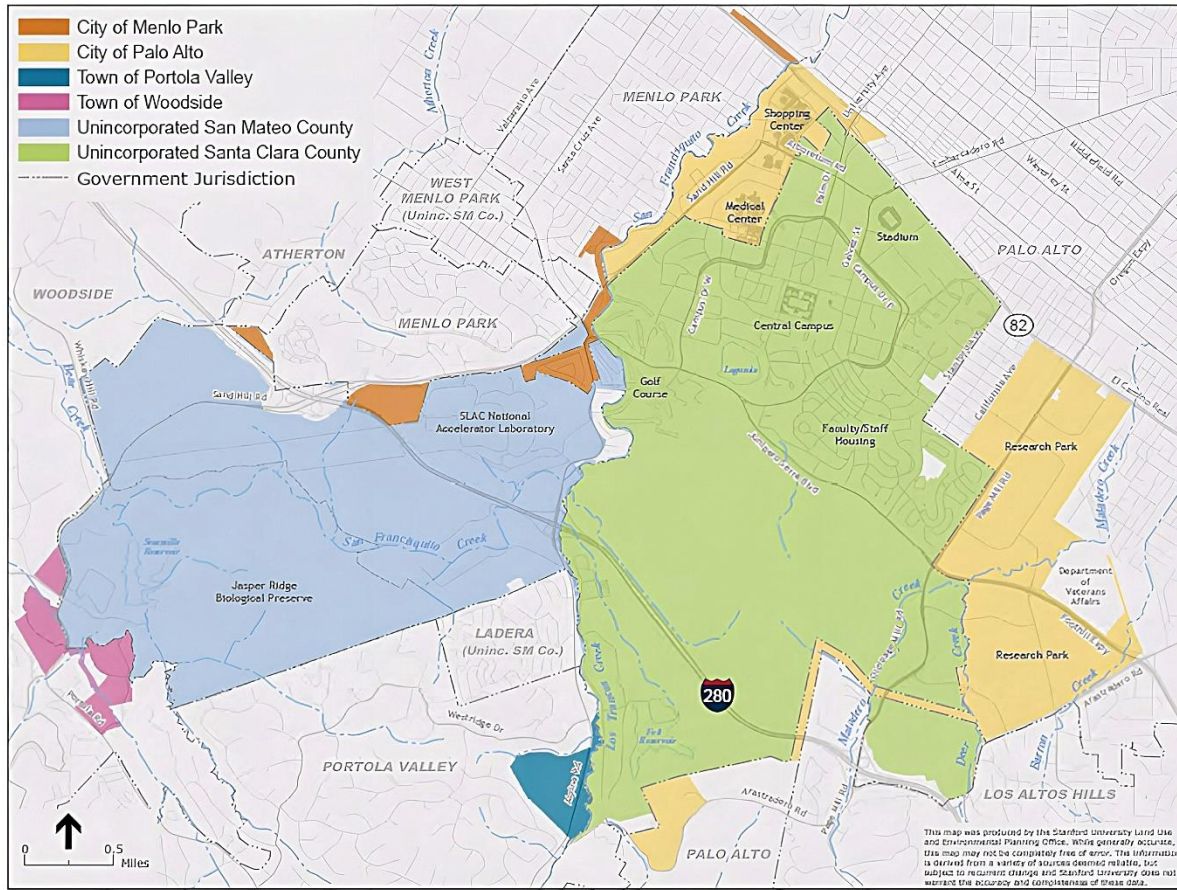 City of Menlo Park
City of Palo Alto
Town of Portola Valley
Town of Woodside
Unincorporated San Mateo County
Unincorporated Santa Clara County
Government Jurisdiction
Atherton Creek
Valparaiso Ave
Santa Cruz Ave
MENLO PARK
San Francisquito Creek
Shopping
Center
University Ave
Arboretum Rd
Palm Dr
Embarcadero Rd
Middlefield Rd
Waverley St
Alma St
WEST
MENLO PARK
(Uninc. SM Co.)
Sand Hill Rd
Medical
Center
Stadium
Galvez St
Campus Dr E
Campus Dr W
PALO ALTO
Oregon Expy
ATHERTON
WOODSIDE
MENLO PARK
Central Campus
82
Whiskey Hill Rd
Bear
Creek
Sand Hill Rd
Lagunita
Stanford Ave
California Ave
El Camino Real
Golf
Course
SLAC National
Accelerator Laboratory
Faculty/Staff
Housing
Junipero Serra Blvd
Research Park
Page Mill Rd
Matadero Creek
San Francisquito Creek
Searsville
Reservoir
Jasper Ridge
Biological Preserve
Department
of
Veterans
Affairs
Foothill Expy
Creek
Creek
LADERA
(Uninc. SM Co.)
Research Park
Creek
Arastradero Rd
Los Trancos Creek
280
Felt
Reservoir
Matadero
Deer
Barron
Portola Rd
Westridge Dr
PORTOLA VALLEY
Alpine Rd
Arastradero Rd
Page Mill Rd
LOS ALTOS HILLS
PALO ALTO
0 0.5
Miles
This map was produced by the Stanford University Land Use
and Environmental Planning Office. While generally accurate,
this map may not be completely free of error. The information
is derived from a variety of sources deemed reliable, but
subject to recurrent change and Stanford University does not
warrant the accuracy and completeness of these data.